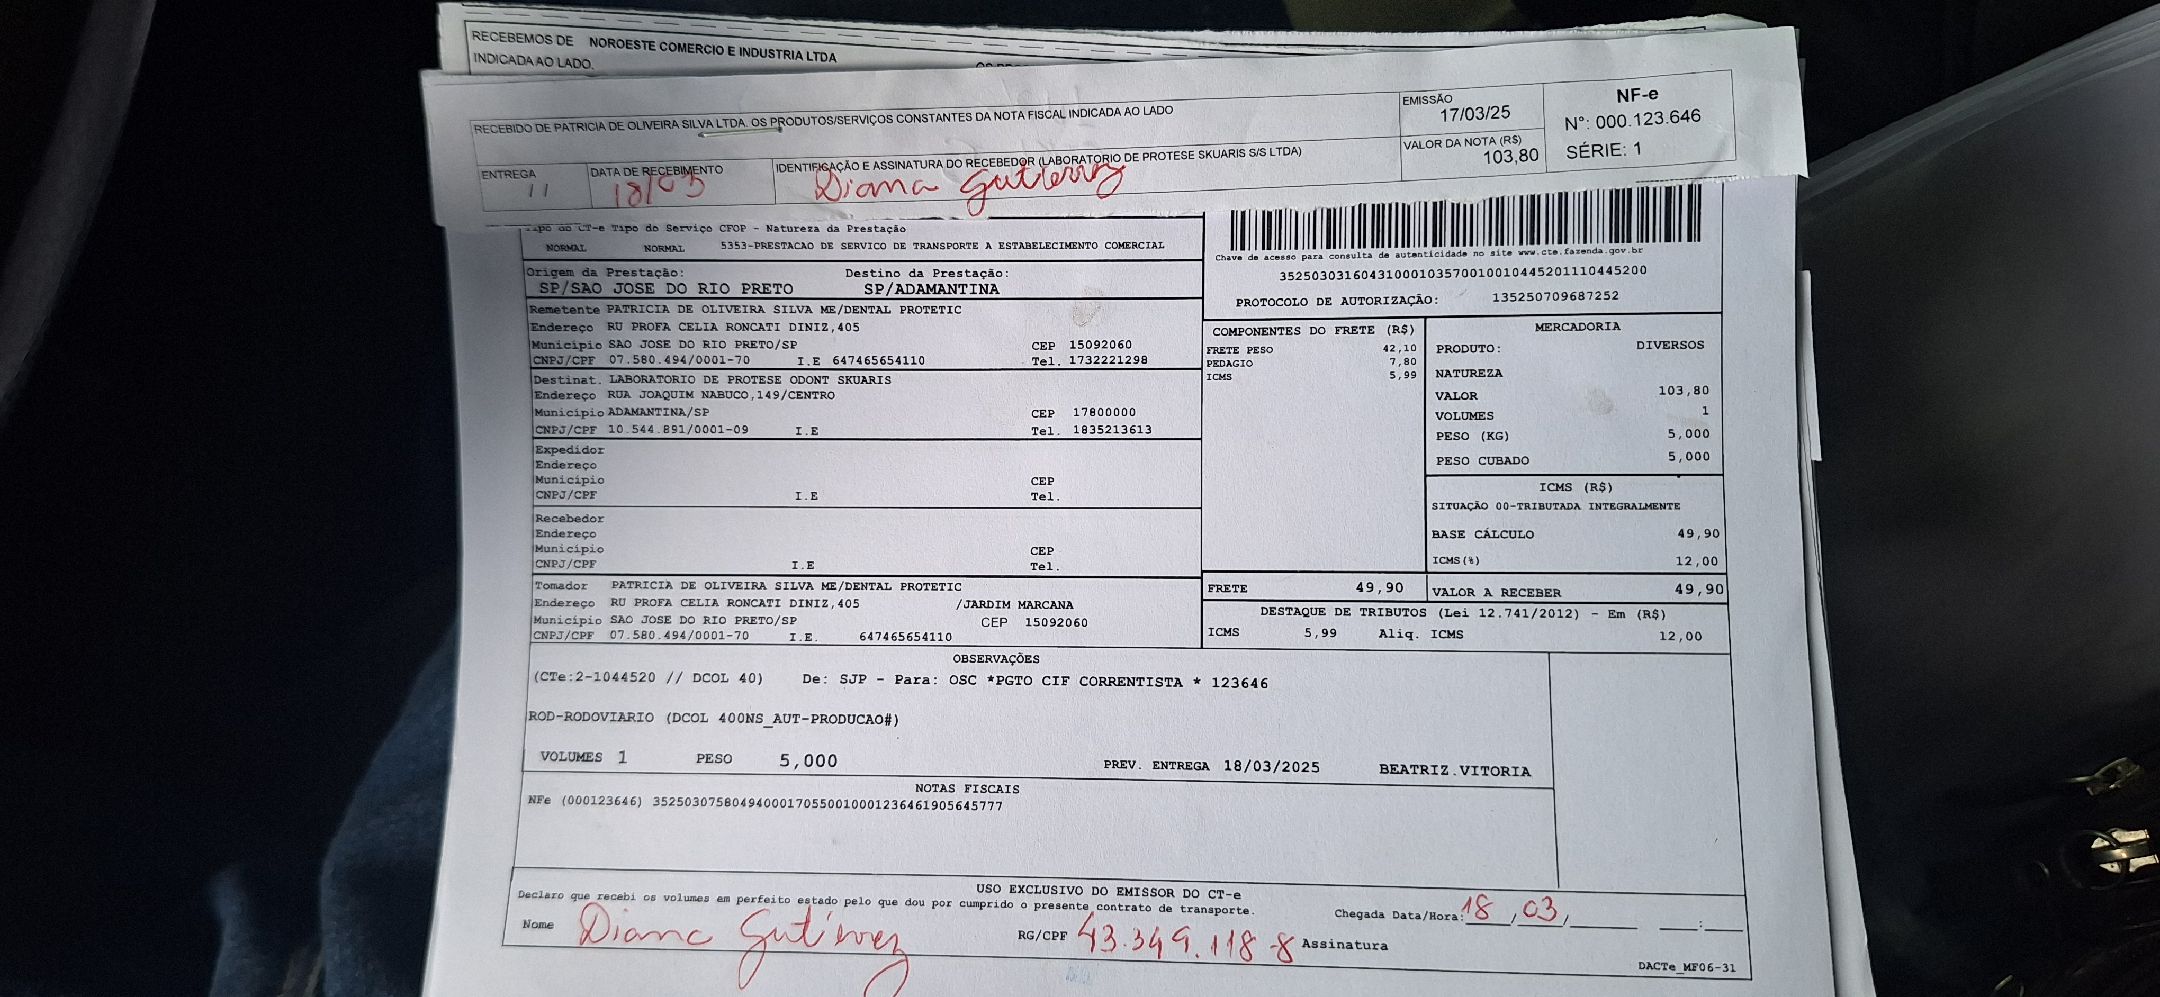 RECEBEMOS DE NOROESTE COMERCIO E INDUSTRIA LTDA
INDICADA AO LADO.
RECEBIDO DE PATRICIA DE OLIVEIRA SILVA LTDA. OS PRODUTOS/SERVIÇOS CONSTANTES DA NOTA FISCAL INDICADA AO LADO
EMISSÃO
17/03/25
VALOR DA NOTA (R$)
103,80
NF-e
N°: 000.123.646
SÉRIE: 1
ENTREGA
11
DATA DE RECEBIMENTO
18/03
IDENTIFICAÇÃO E ASSINATURA DO RECEBEDOR (LABORATORIO DE PROTESE SKUARIS S/S LTDA)
Diana Gutierrez
Tipo do CT-e Tipo do Serviço CFOP - Natureza da Prestação
NORMAL NORMAL 5353-PRESTACAO DE SERVICO DE TRANSPORTE A ESTABELECIMENTO COMERCIAL
Chave de acesso para consulta de autenticidade no site www.cte.fazenda.gov.br
35250303160431000103570010010445201110445200
PROTOCOLO DE AUTORIZAÇÃO: 135250709687252
Origem da Prestação: Destino da Prestação:
SP/SAO JOSE DO RIO PRETO SP/ADAMANTINA
Remetente PATRICIA DE OLIVEIRA SILVA ME/DENTAL PROTETIC
Endereço RU PROFA CELIA RONCATI DINIZ,405
Município SAO JOSE DO RIO PRETO/SP CEP 15092060
CNPJ/CPF 07.580.494/0001-70 I.E 647465654110 Tel. 1732221298
Destinat. LABORATORIO DE PROTESE ODONT SKUARIS
Endereço RUA JOAQUIM NABUCO,149/CENTRO
Município ADAMANTINA/SP CEP 17800000
CNPJ/CPF 10.544.891/0001-09 I.E Tel. 1835213613
Expedidor
Endereço
Município CEP
CNPJ/CPF I.E Tel.
Recebedor
Endereço
Município CEP
CNPJ/CPF I.E Tel.
Tomador PATRICIA DE OLIVEIRA SILVA ME/DENTAL PROTETIC
Endereço RU PROFA CELIA RONCATI DINIZ,405 /JARDIM MARCANA
Município SAO JOSE DO RIO PRETO/SP CEP 15092060
CNPJ/CPF 07.580.494/0001-70 I.E. 647465654110
COMPONENTES DO FRETE (R$)
FRETE PESO 42,10
PEDAGIO 7,80
ICMS 5,99
MERCADORIA
PRODUTO: DIVERSOS
NATUREZA
VALOR 103,80
VOLUMES 1
PESO (KG) 5,000
PESO CUBADO 5,000
ICMS (R$)
SITUAÇÃO 00-TRIBUTADA INTEGRALMENTE
BASE CÁLCULO 49,90
ICMS(%) 12,00
FRETE 49,90 VALOR A RECEBER 49,90
DESTAQUE DE TRIBUTOS (Lei 12.741/2012) - Em (R$)
ICMS 5,99 Aliq. ICMS 12,00
OBSERVAÇÕES
(CTe:2-1044520 // DCOL 40) De: SJP - Para: OSC *PGTO CIF CORRENTISTA * 123646
ROD-RODOVIARIO (DCOL 400NS_AUT-PRODUCAO#)
VOLUMES 1 PESO 5,000 PREV. ENTREGA 18/03/2025 BEATRIZ.VITORIA
NOTAS FISCAIS
NFe (000123646) 35250307580494000170550010001236461905645777
USO EXCLUSIVO DO EMISSOR DO CT-e
Declaro que recebi os volumes em perfeito estado pelo que dou por cumprido o presente contrato de transporte. Chegada Data/Hora: 18,03,
Nome Diana Gutierrez RG/CPF 43.349.118-8 Assinatura
DACTe_MF06-31